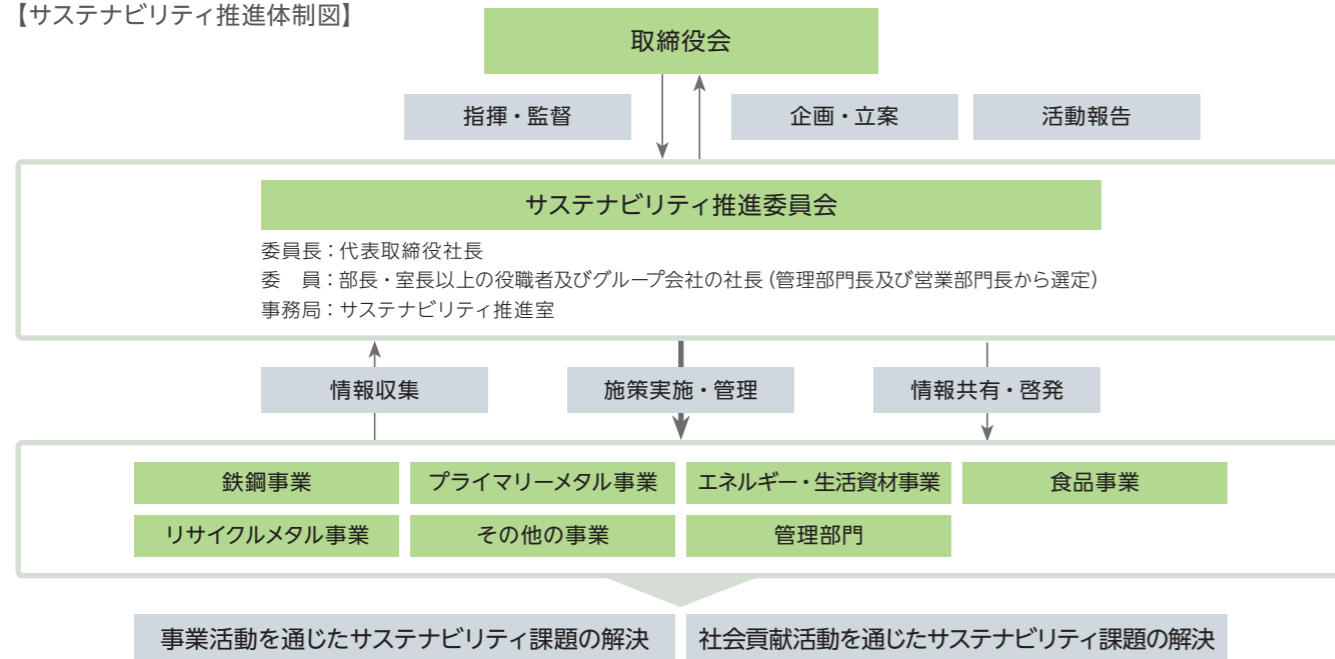 【サステナビリティ推進体制図】
取締役会
指揮・監督
企画・立案
活動報告
サステナビリティ推進委員会
委員長：代表取締役社長
委　員：部長・室長以上の役職者及びグループ会社の社長（管理部門長及び営業部門長から選定）
事務局：サステナビリティ推進室
情報収集
施策実施・管理
情報共有・啓発
鉄鋼事業
プライマリーメタル事業
エネルギー・生活資材事業
食品事業
リサイクルメタル事業
その他の事業
管理部門
事業活動を通じたサステナビリティ課題の解決
社会貢献活動を通じたサステナビリティ課題の解決